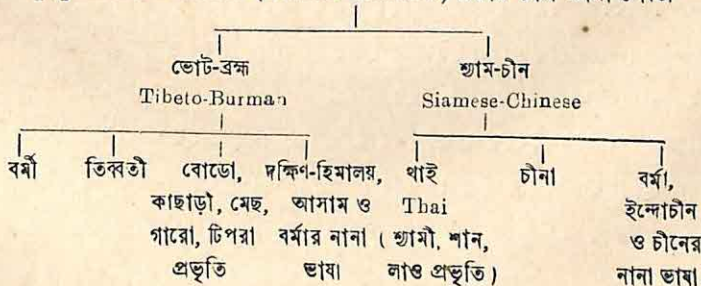 ভোট-ব্রহ্ম
Tibeto-Burman
শ্যাম-চীন
Siamese-Chinese
বর্মী
তিব্বতী
বোডো,
কাছাড়ী, মেছ,
গারো, টিপরা
প্রভৃতি
দক্ষিণ-হিমালয়,
আসাম ও
বর্মার নানা
ভাষা
থাই
Thai
( শ্যামী, শান,
লাও প্রভৃতি )
চীনা
বর্মা,
ইন্দোচীন
ও চীনের
নানা ভাষা